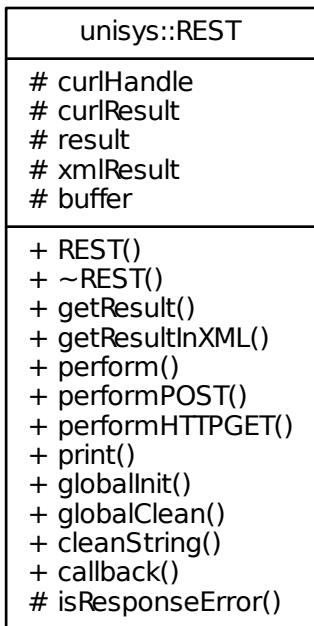 unisys::REST
# curlHandle
# curlResult
# result
# xmlResult
# buffer
+ REST()
+ ~REST()
+ getResult()
+ getResultInXML()
+ perform()
+ performPOST()
+ performHTTPGET()
+ print()
+ globalInit()
+ globalClean()
+ cleanString()
+ callback()
# isResponseError()